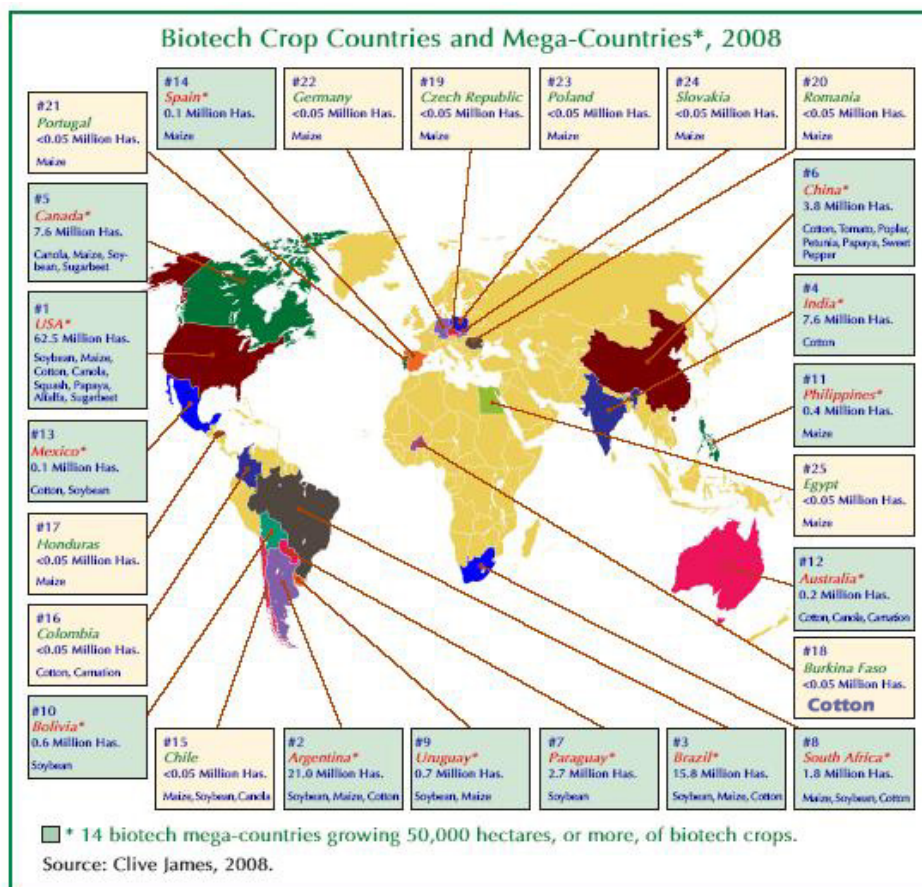 Biotech Crop Countries and Mega-Countries*, 2008
#14
Spain*
0.1 Million Has.
Maize
#22
Germany
<0.05 Million Has.
Maize
#19
Czech Republic
<0.05 Million Has.
Maize
#23
Poland
<0.05 Million Has.
Maize
#24
Slovakia
<0.05 Million Has.
Maize
#20
Romania
<0.05 Million Has.
Maize
#21
Portugal
<0.05 Million Has.
Maize
#5
Canada*
7.6 Million Has.
Canola, Maize, Soy-
bean, Sugarbeet
#1
USA*
62.5 Million Has.
Soybean, Maize,
Cotton, Canola,
Squash, Papaya,
Alfalfa, Sugarbeet
#13
Mexico*
0.1 Million Has.
Cotton, Soybean
#17
Honduras
<0.05 Million Has.
Maize
#16
Colombia
<0.05 Million Has.
Cotton, Carnation
#10
Bolivia*
0.6 Million Has.
Soybean
#6
China*
3.8 Million Has.
Cotton, Tomato, Poplar,
Petunia, Papaya, Sweet
Pepper
#4
India*
7.6 Million Has.
Cotton
#11
Philippines*
0.4 Million Has.
Maize
#25
Egypt
<0.05 Million Has.
Maize
#12
Australia*
0.2 Million Has.
Cotton, Canola, Carnation
#18
Burkina Faso
<0.05 Million Has.
Cotton
#15
Chile
<0.05 Million Has.
Maize, Soybean, Canola
#2
Argentina*
21.0 Million Has.
Soybean, Maize, Cotton
#9
Uruguay*
0.7 Million Has.
Soybean, Maize
#7
Paraguay*
2.7 Million Has.
Soybean
#3
Brazil*
15.8 Million Has.
Soybean, Maize, Cotton
#8
South Africa*
1.8 Million Has.
Maize, Soybean, Cotton
* 14 biotech mega-countries growing 50,000 hectares, or more, of biotech crops.
Source: Clive James, 2008.